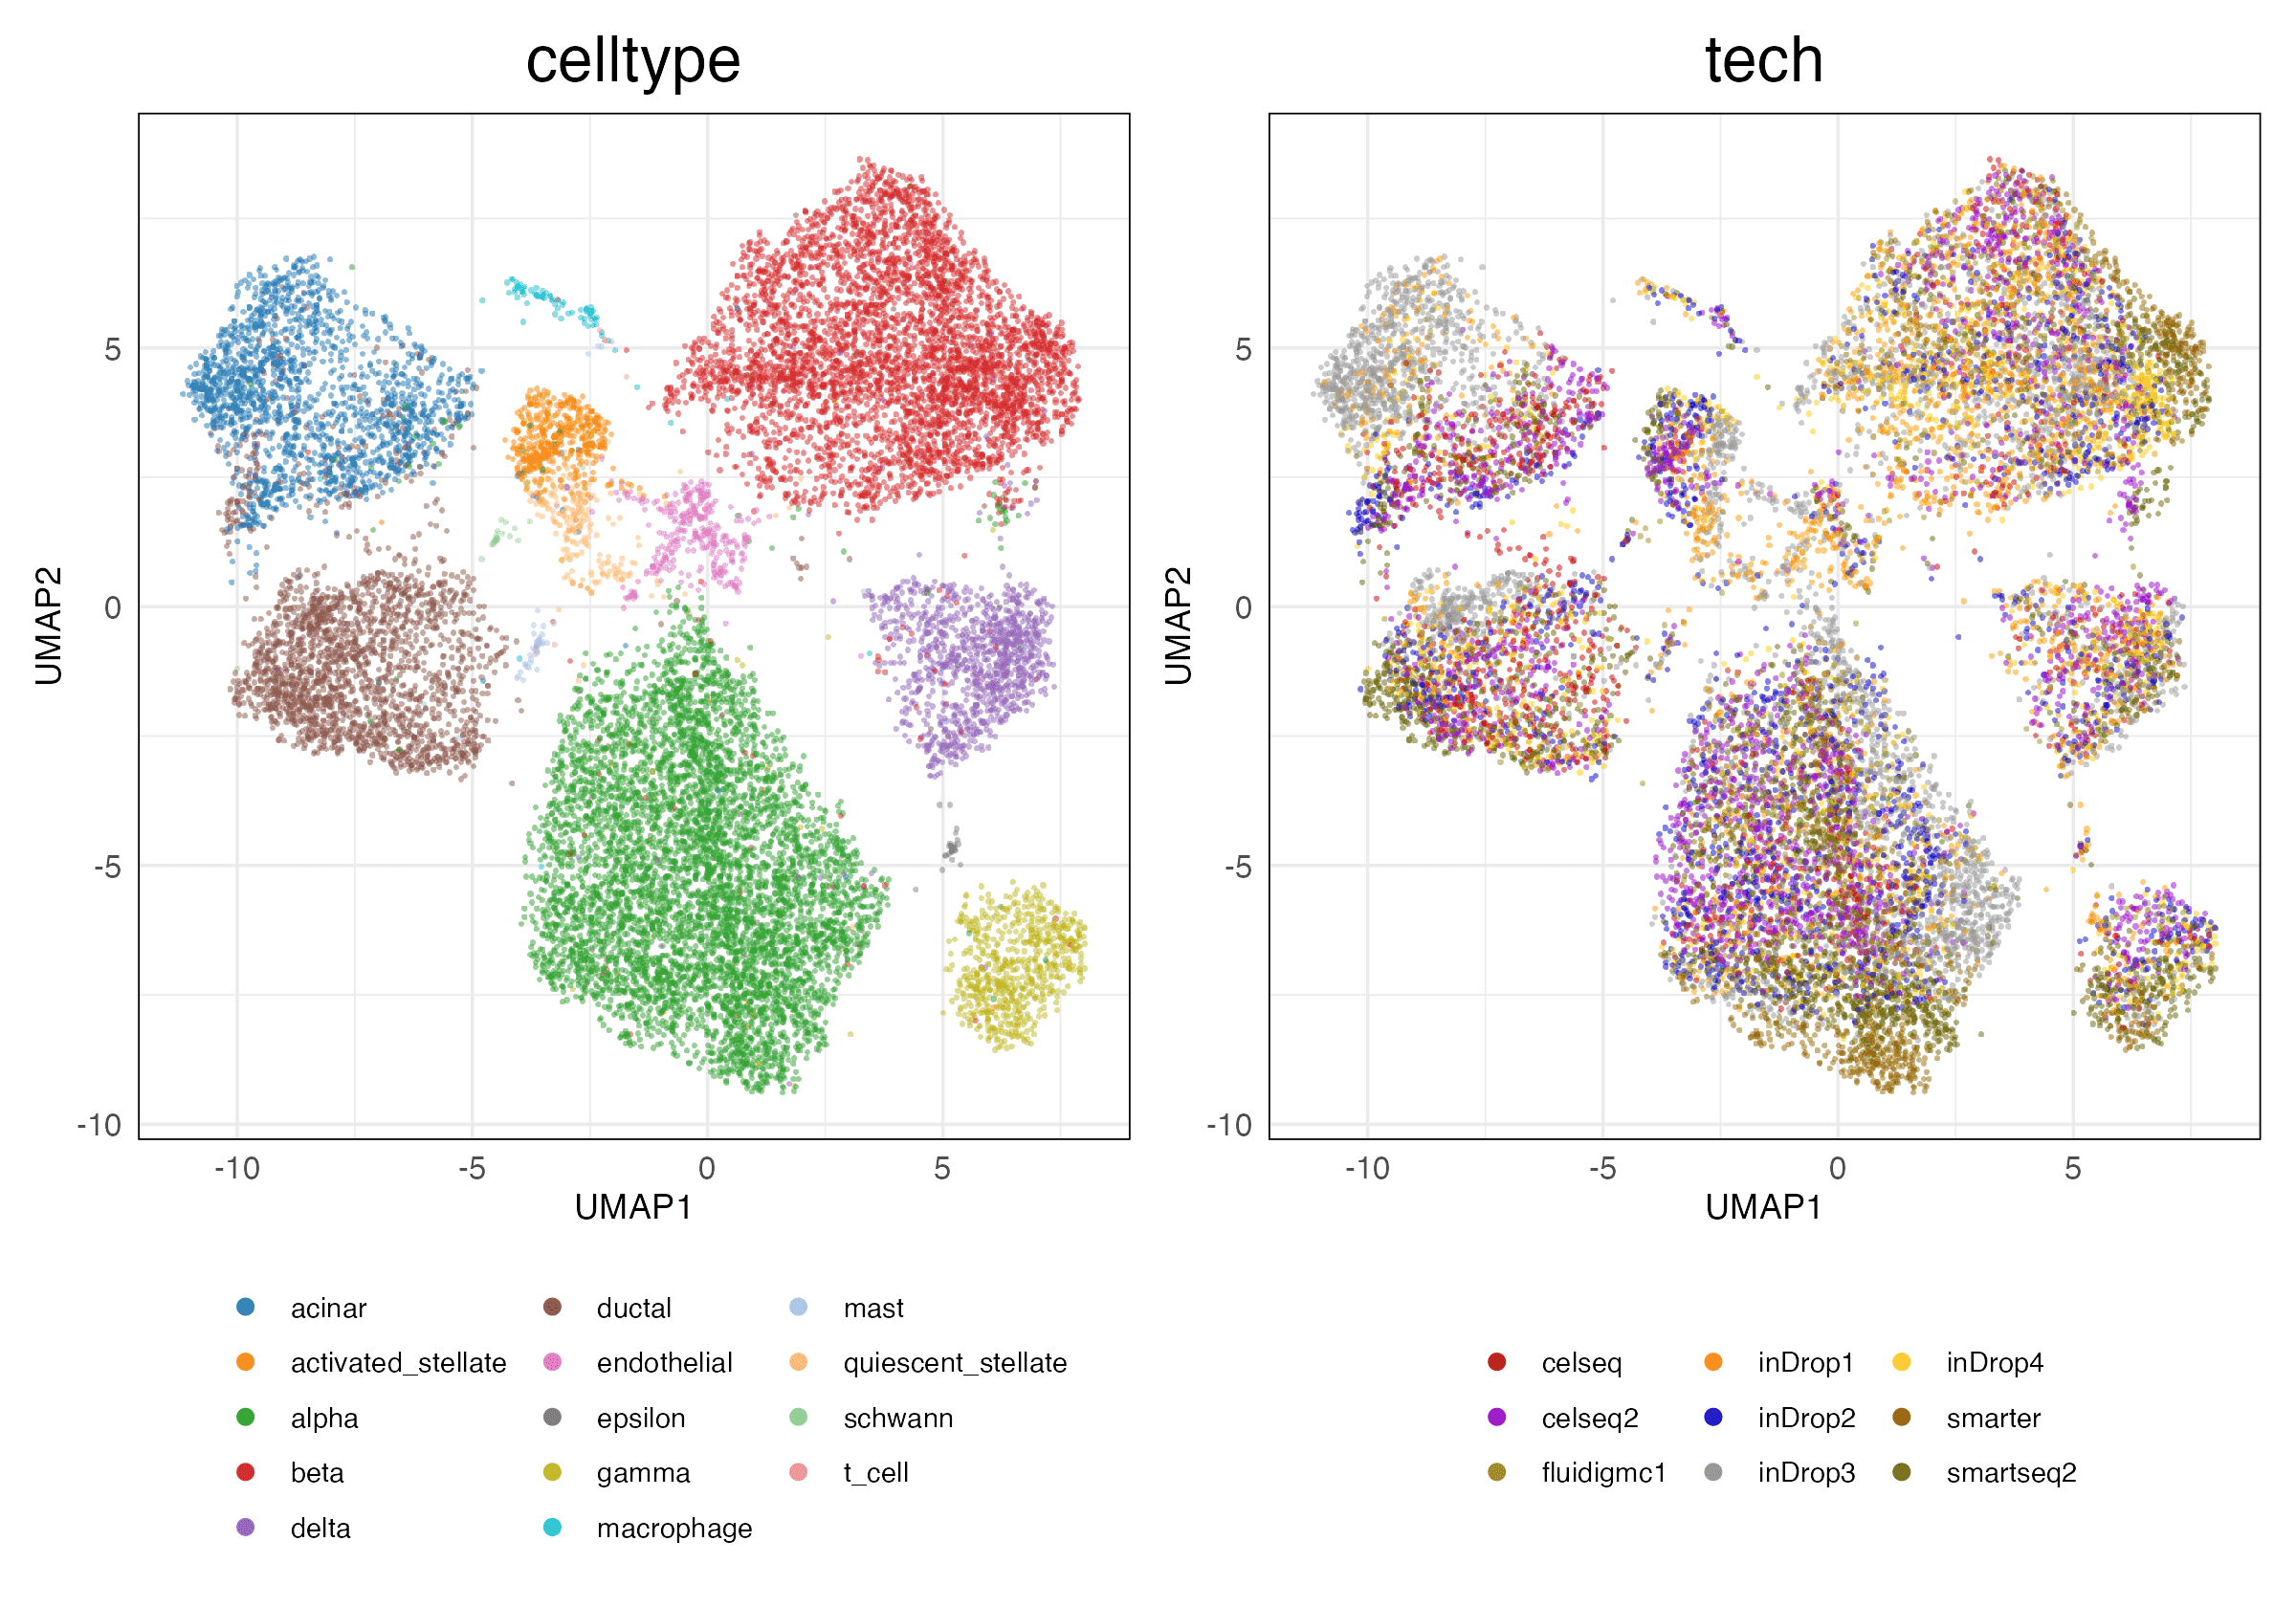 celltype
tech
UMAP2
5
0
-5
-10
-10
-5
0
5
UMAP1
UMAP2
5
0
-5
-10
-10
-5
0
5
UMAP1
acinar
activated_stellate
alpha
beta
delta
ductal
endothelial
epsilon
gamma
macrophage
mast
quiescent_stellate
schwann
t_cell
celseq
celseq2
fluidigmc1
inDrop1
inDrop2
inDrop3
inDrop4
smarter
smartseq2